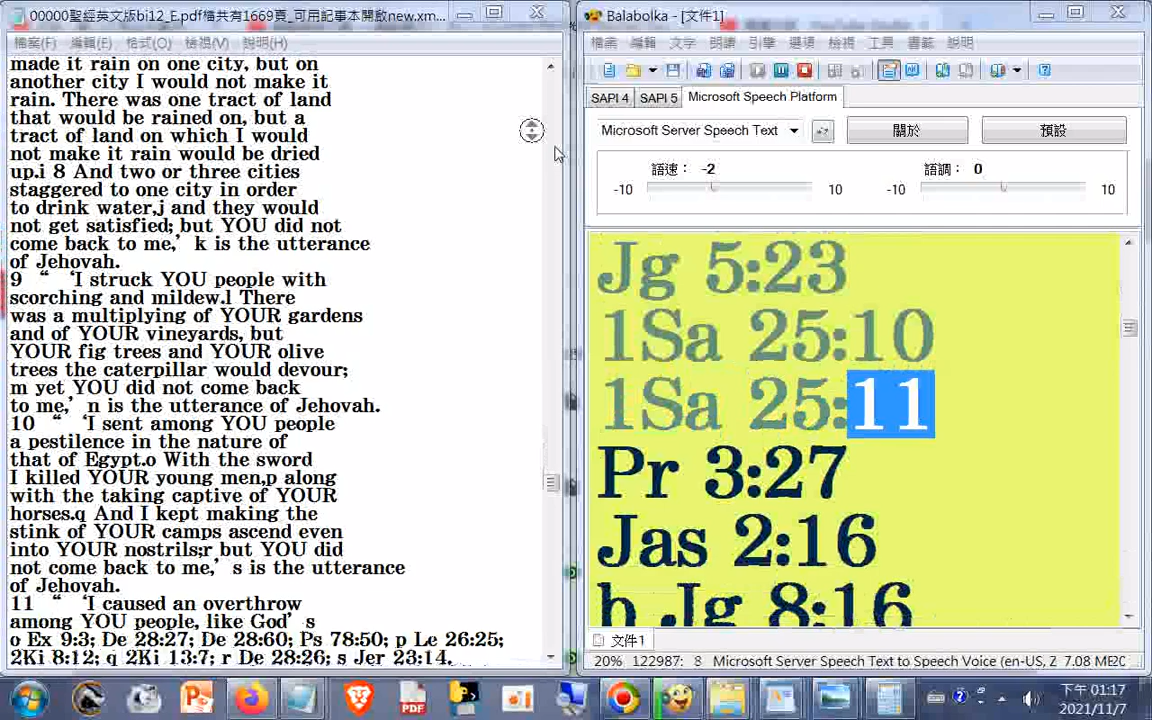 00000聖經英文版bi12_E.pdf檔共有1669頁_可用記事本開啟new.xm...
檔案(F) 編輯(E) 格式(O) 檢視(V) 說明(H)
made it rain on one city, but on
another city I would not make it
rain. There was one tract of land
that would be rained on, but a
tract of land on which I would
not make it rain would be dried
up.i 8 And two or three cities
staggered to one city in order
to drink water,j and they would
not get satisfied; but YOU did not
come back to me,’ k is the utterance
of Jehovah.
9 “ ‘I struck YOU people with
scorching and mildew.l There
was a multiplying of YOUR gardens
and of YOUR vineyards, but
YOUR fig trees and YOUR olive
trees the caterpillar would devour;
m yet YOU did not come back
to me,’ n is the utterance of Jehovah.
10 “ ‘I sent among YOU people
a pestilence in the nature of
that of Egypt.o With the sword
I killed YOUR young men,p along
with the taking captive of YOUR
horses.q And I kept making the
stink of YOUR camps ascend even
into YOUR nostrils;r but YOU did
not come back to me,’ s is the utterance
of Jehovah.
11 “ ‘I caused an overthrow
among YOU people, like God’ s
o Ex 9:3; De 28:27; De 28:60; Ps 78:50; p Le 26:25;
2Ki 8:12; q 2Ki 13:7; r De 28:26; s Jer 23:14.
Balabolka - [文件1]
檔案 編輯 文字 朗讀 引擎 選項 檢視 工具 書籤 說明
SAPI 4 SAPI 5 Microsoft Speech Platform
Microsoft Server Speech Text 關於 預設
語速： -2 語調： 0
-10 10 -10 10
Jg 5:23
1Sa 25:10
1Sa 25:11
Pr 3:27
Jas 2:16
b Jg 8:16
文件1
20% 122987: 8 Microsoft Server Speech Text to Speech Voice (en-US, Z 7.08 ME
PDF
下午 01:17
2021/11/7